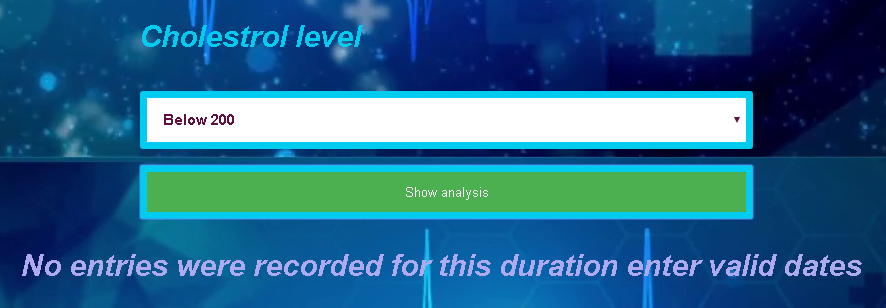 Cholestrol level
Below 200
Show analysis
No entries were recorded for this duration enter valid dates